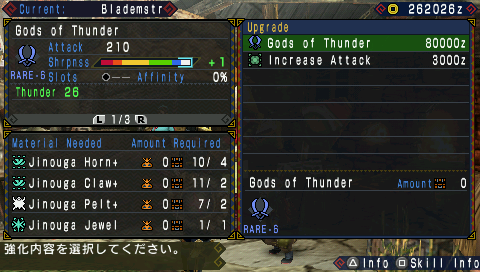 Current: Blademstr
262026z
Gods of Thunder
Attack 210
Shrpnss +1
RARE-6 Slots ●-- Affinity 0%
Thunder 26
L 1/3 R
Material Needed Amount Required
Jinouga Horn+ 0 10/ 4
Jinouga Claw+ 0 11/ 2
Jinouga Pelt+ 0 7/ 2
Jinouga Jewel 0 1/ 1
Upgrade
Gods of Thunder 80000z
Increase Attack 3000z
Gods of Thunder Amount 0
RARE-6
強化内容を選択してください。
△ Info □ Skill Info